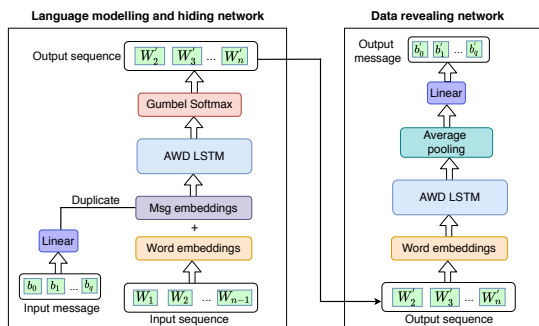 Language modelling and hiding network
Output sequence
W'2 W'3 ... W'n
Gumbel Softmax
AWD LSTM
Duplicate
Msg embeddings
+
Linear
Word embeddings
b0 b1 ... bq
Input message
W1 W2 ... Wn−1
Input sequence
Data revealing network
Output
message
b'0 b'1 ... b'q
Linear
Average
pooling
AWD LSTM
Word embeddings
W'2 W'3 ... W'n
Output sequence